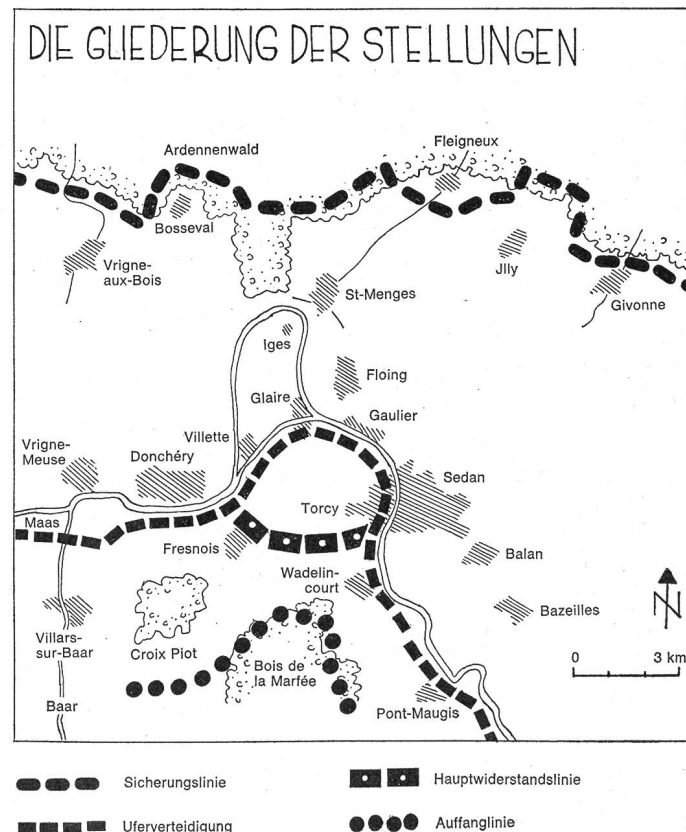 DIE GLIEDERUNG DER STELLUNGEN
Ardennenwald
Fleigneux
Bosseval
Vrigne-
aux-Bois
St-Menges
Jlly
Givonne
Iges
Floing
Glaire
Gaulier
Villette
Vrigne-
Meuse
Donchéry
Sedan
Torcy
Maas
Fresnois
Balan
Wadelin-
court
Bazeilles
N
Villars-
sur-Baar
Croix Piot
Bois de
la Marfée
0 3 km
Baar
Pont-Maugis
Sicherungslinie
Hauptwiderstandslinie
Uferverteidigung
Auffanglinie